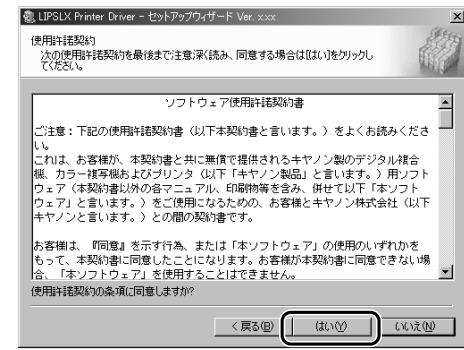 LIPSLX Printer Driver - セットアップウィザード Ver. x.xx
使用許諾契約
次の使用許諾契約を最後まで注意深く読み、同意する場合は[はい]をクリックし
てください。
ソフトウェア使用許諾契約書
ご注意：下記の使用許諾契約書（以下本契約書と言います。）をよくお読みくださ
い。
これは、お客様が、本契約書と共に無償で提供されるキヤノン製のデジタル複合
機、カラー複写機およびプリンタ（以下「キヤノン製品」と言います。）用ソフト
ウェア（本契約書以外の各マニュアル、印刷物等を含み、併せて以下「本ソフト
ウェア」と言います。）をご使用になるための、お客様とキヤノン株式会社（以下
キヤノンと言います。）との間の契約書です。
お客様は、『同意』を示す行為、または「本ソフトウェア」の使用のいずれかを
もって、本契約書に同意したことになります。お客様が本契約書に同意できない場
合、「本ソフトウェア」を使用することはできません。
使用許諾契約の条項に同意しますか?
< 戻る(B)
はい(Y)
いいえ(N)